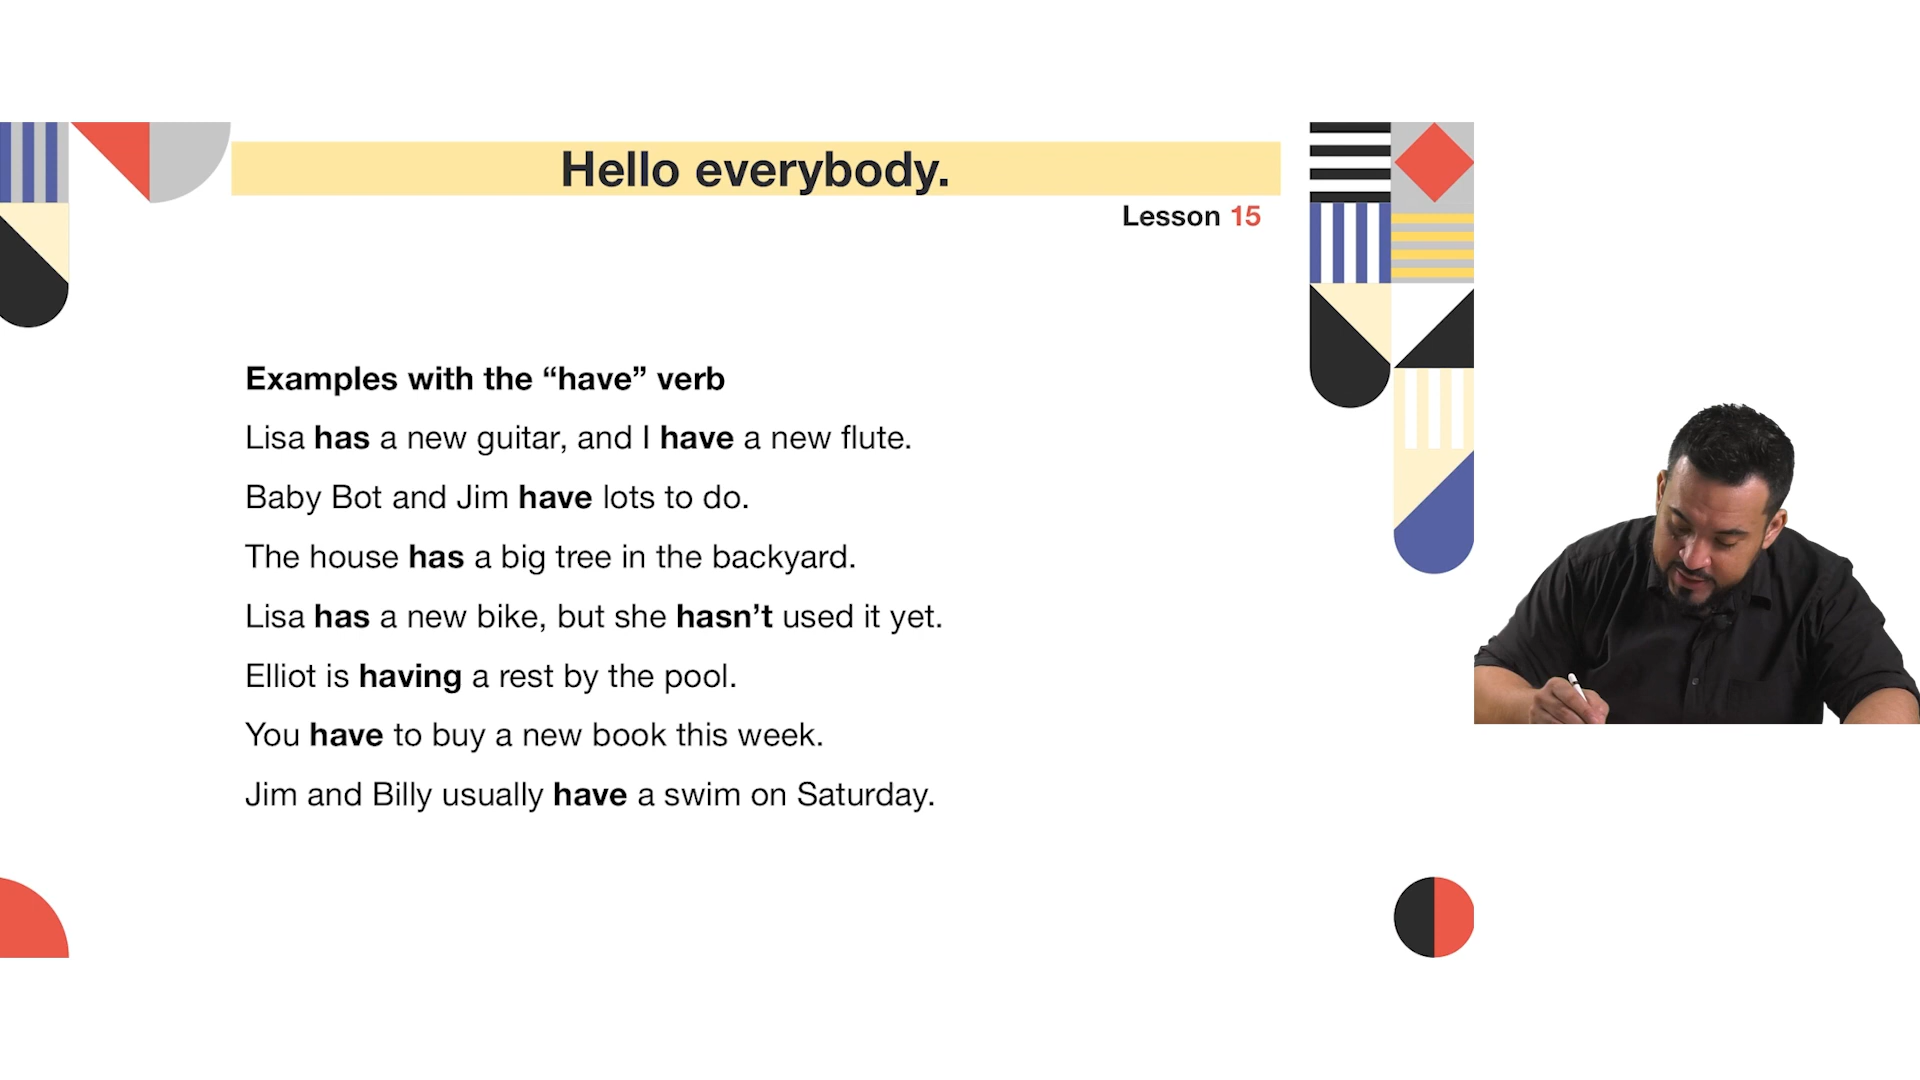 Hello everybody.
Lesson 15
Examples with the “have” verb
Lisa has a new guitar, and I have a new flute.
Baby Bot and Jim have lots to do.
The house has a big tree in the backyard.
Lisa has a new bike, but she hasn’t used it yet.
Elliot is having a rest by the pool.
You have to buy a new book this week.
Jim and Billy usually have a swim on Saturday.